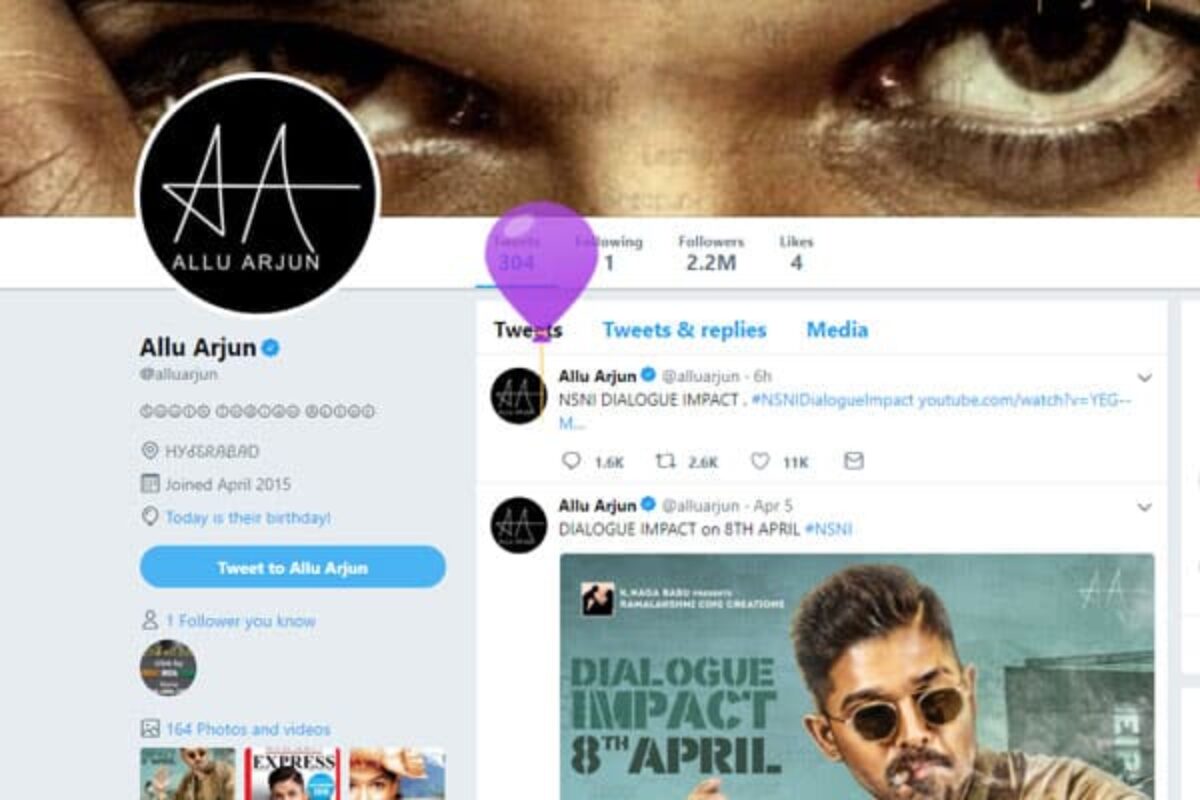 ALLU ARJUN
Tweets Following Followers Likes
304 1 2.2M 4
Allu Arjun
@alluarjun
HYDERABAD
Joined April 2015
Today is their birthday!
Tweet to Allu Arjun
1 Follower you know
164 Photos and videos
EXPRESS
Tweets Tweets & replies Media
Allu Arjun @alluarjun · 6h
NSNI DIALOGUE IMPACT . #NSNIDialogueImpact youtube.com/watch?v=YEG--
M...
1.6K 2.6K 11K
Allu Arjun @alluarjun · Apr 5
DIALOGUE IMPACT on 8TH APRIL #NSNI
K.NAGA BABU PRESENTS
RAMALAKSHMI CINE CREATIONS
AA
DIALOGUE
IMPACT
8TH APRIL